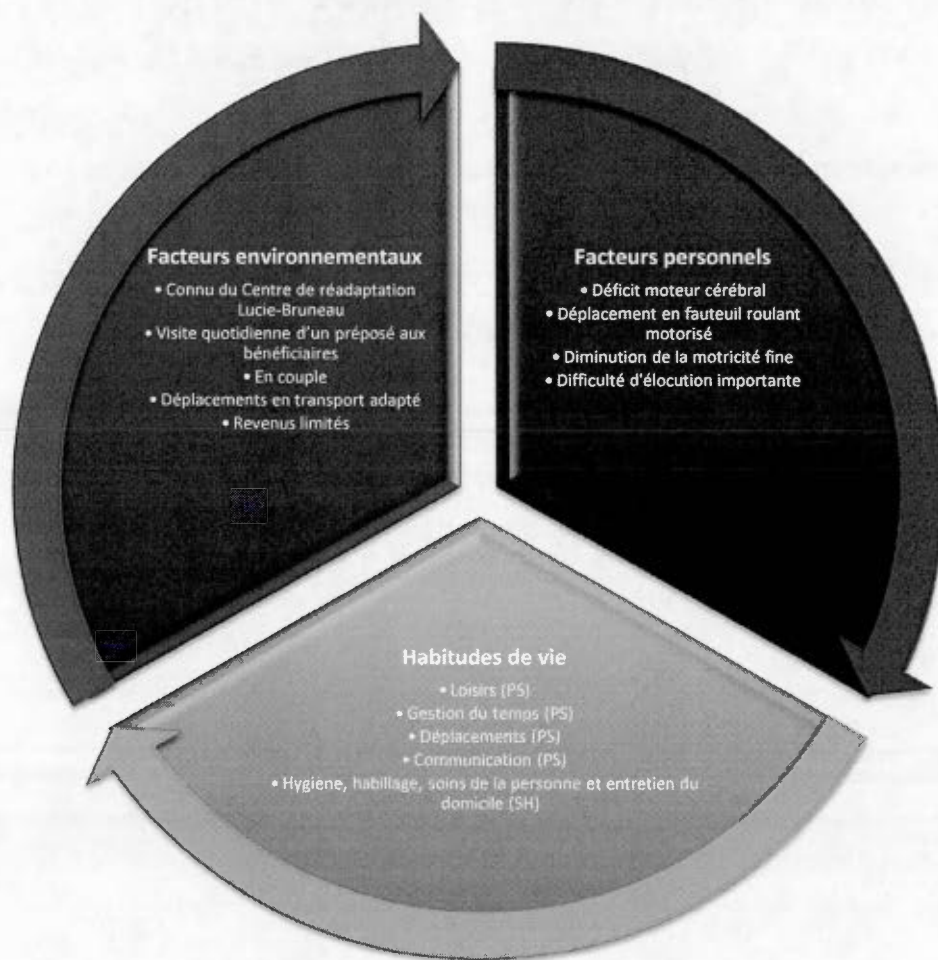 Facteurs environnementaux
• Connu du Centre de réadaptation
Lucie-Bruneau
• Visite quotidienne d'un préposé aux
bénéficiaires
• En couple
• Déplacements en transport adapté
• Revenus limités
Facteurs personnels
• Déficit moteur cérébral
• Déplacement en fauteuil roulant
motorisé
• Diminution de la motricité fine
• Difficulté d'élocution importante
Habitudes de vie
• Loisirs (PS)
• Gestion du temps (PS)
• Déplacements (PS)
• Communication (PS)
• Hygiene, habillage, soins de la personne et entretien du
domicile (SH)